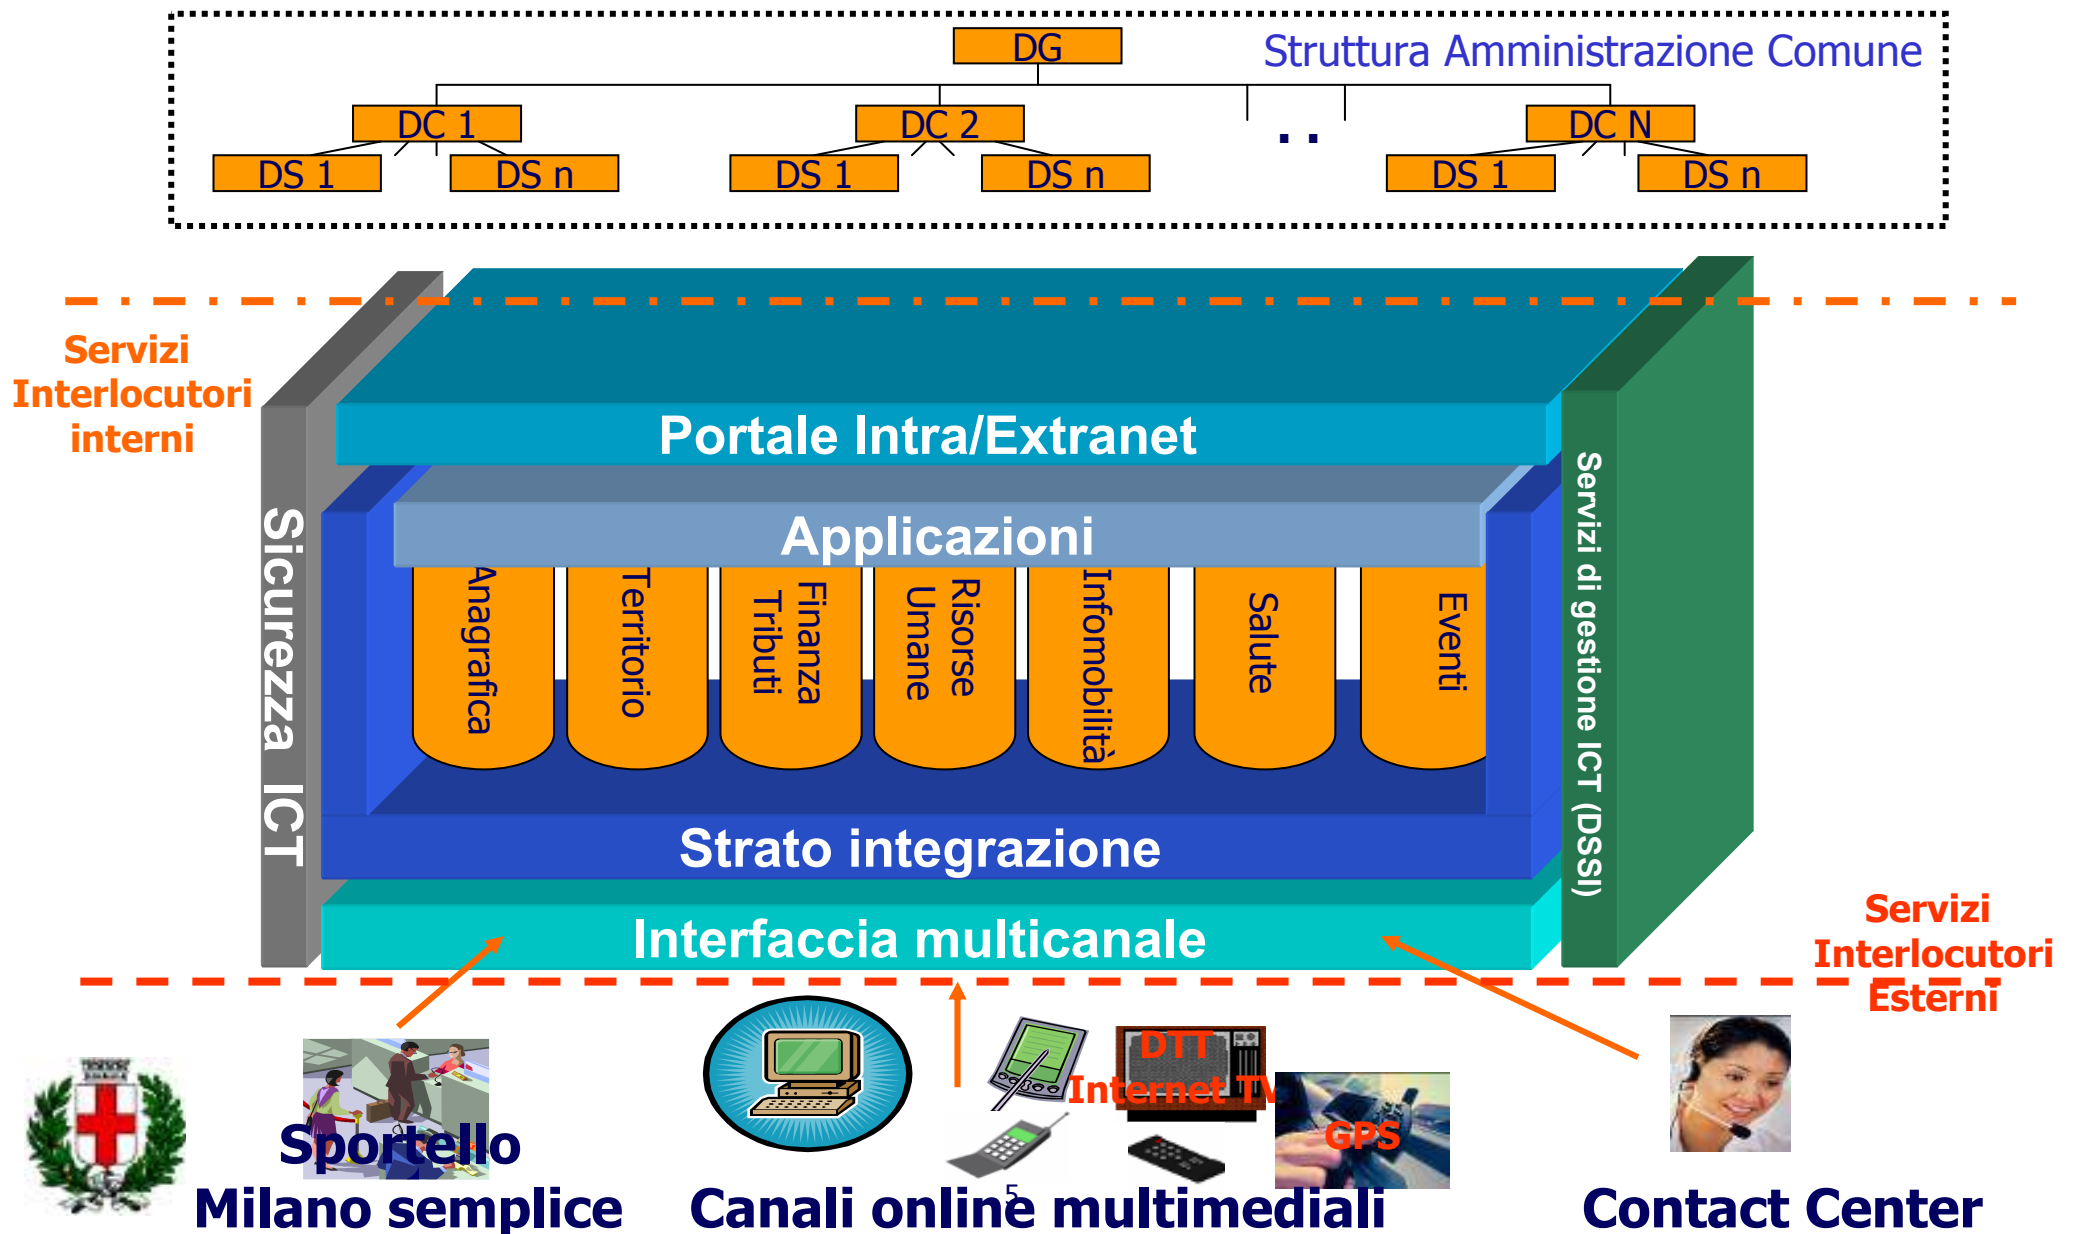 DG
Struttura Amministrazione Comune
DC 1
DC 2
. .
DC N
DS 1
DS n
DS 1
DS n
DS 1
DS n
Servizi
Interlocutori
interni
Portale Intra/Extranet
Applicazioni
Sicurezza ICT
Anagrafica
Territorio
Finanza
Tributi
Risorse
Umane
Infomobilità
Salute
Eventi
Servizi di gestione ICT (DSSI)
Strato integrazione
Interfaccia multicanale
Servizi
Interlocutori
Esterni
DTT
Internet TV
GPS
Sportello
Milano semplice
Canali online multimediali
5
Contact Center